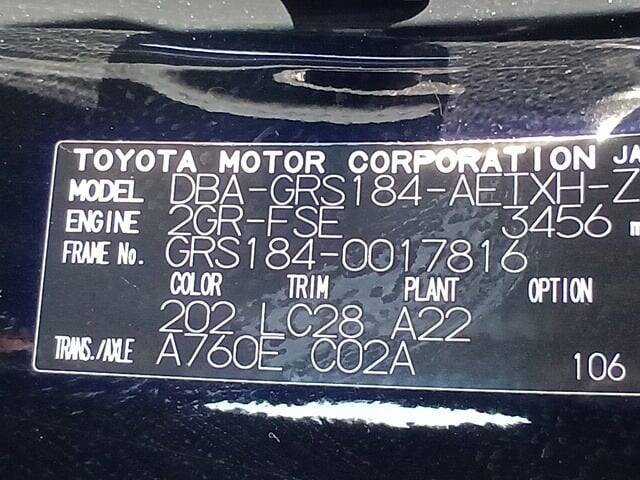 TOYOTA MOTOR CORPORATION JA
MODEL DBA-GRS184-AETXH-Z
ENGINE 2GR-FSE 3456 m
FRAME No. GRS184-0017816
COLOR TRIM PLANT OPTION
202 LC28 A22
TRANS./AXLE A760E C02A 106